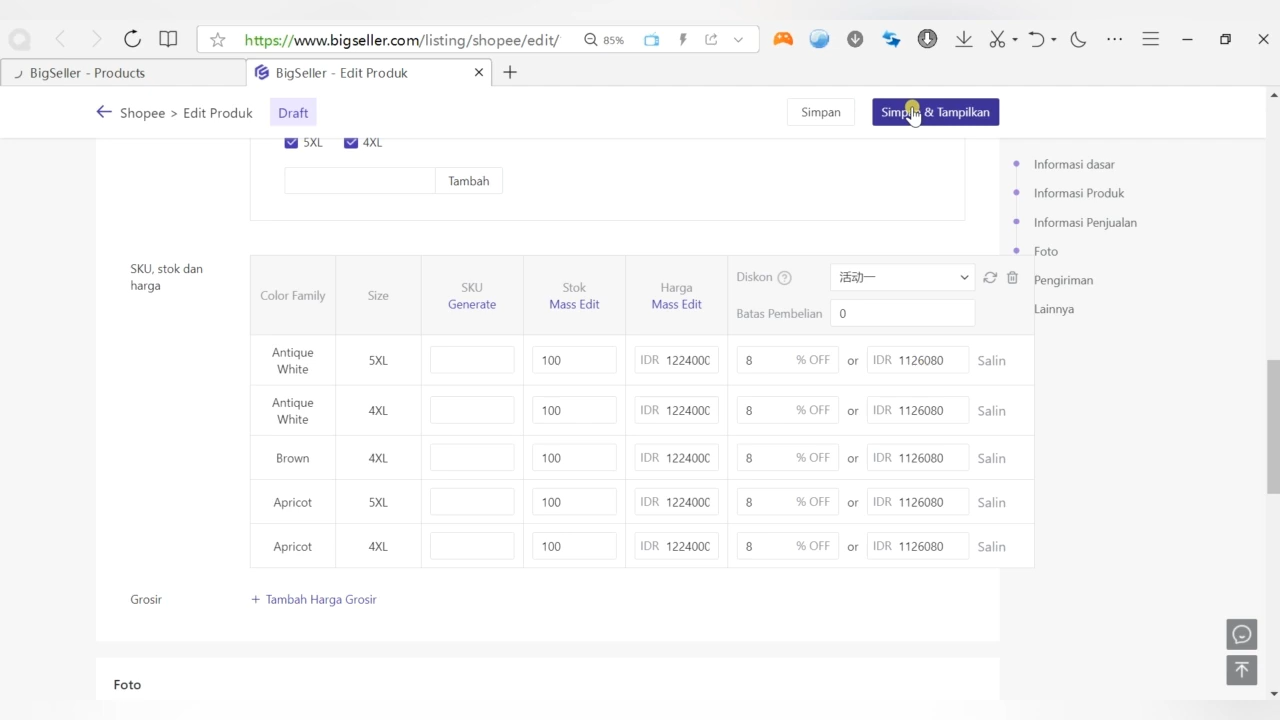 https://www.bigseller.com/listing/shopee/edit/
85%
BigSeller - Products
BigSeller - Edit Produk
Shopee > Edit Produk
Draft
Simpan
Simpan & Tampilkan
5XL
4XL
Tambah
Informasi dasar
Informasi Produk
Informasi Penjualan
Foto
Pengiriman
Lainnya
SKU, stok dan
harga
Color Family
Size
SKU
Generate
Stok
Mass Edit
Harga
Mass Edit
Diskon
活动一
Batas Pembelian
0
Antique
White
5XL
100
IDR 122400C
8 % OFF or IDR 1126080 Salin
Antique
White
4XL
100
IDR 122400C
8 % OFF or IDR 1126080 Salin
Brown
4XL
100
IDR 122400C
8 % OFF or IDR 1126080 Salin
Apricot
5XL
100
IDR 122400C
8 % OFF or IDR 1126080 Salin
Apricot
4XL
100
IDR 122400C
8 % OFF or IDR 1126080 Salin
Grosir
+ Tambah Harga Grosir
Foto